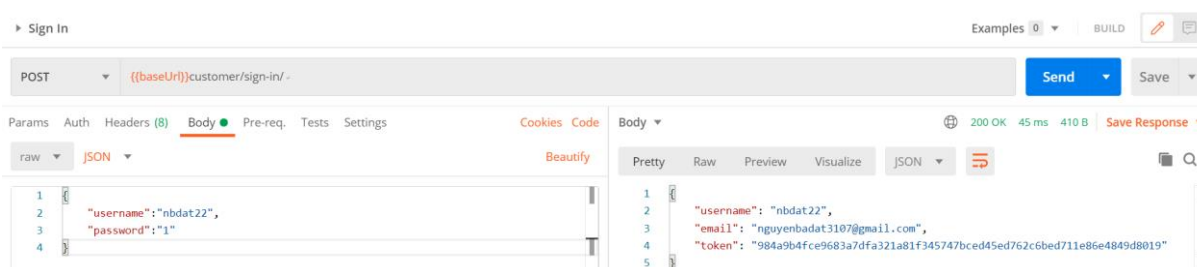 Sign In
Examples 0 BUILD
POST {{baseUrl}}customer/sign-in/ Send Save
Params Auth Headers (8) Body Pre-req. Tests Settings Cookies Code
raw JSON Beautify
1 {
2 "username":"nbdat22",
3 "password":"1"
4 }
Body 200 OK 45 ms 410 B Save Response
Pretty Raw Preview Visualize JSON
1 {
2 "username": "nbdat22",
3 "email": "nguyenbadat3107@gmail.com",
4 "token": "984a9b4fce9683a7dfa321a81f345747bced45ed762c6bed711e86e4849d8019"
5 }